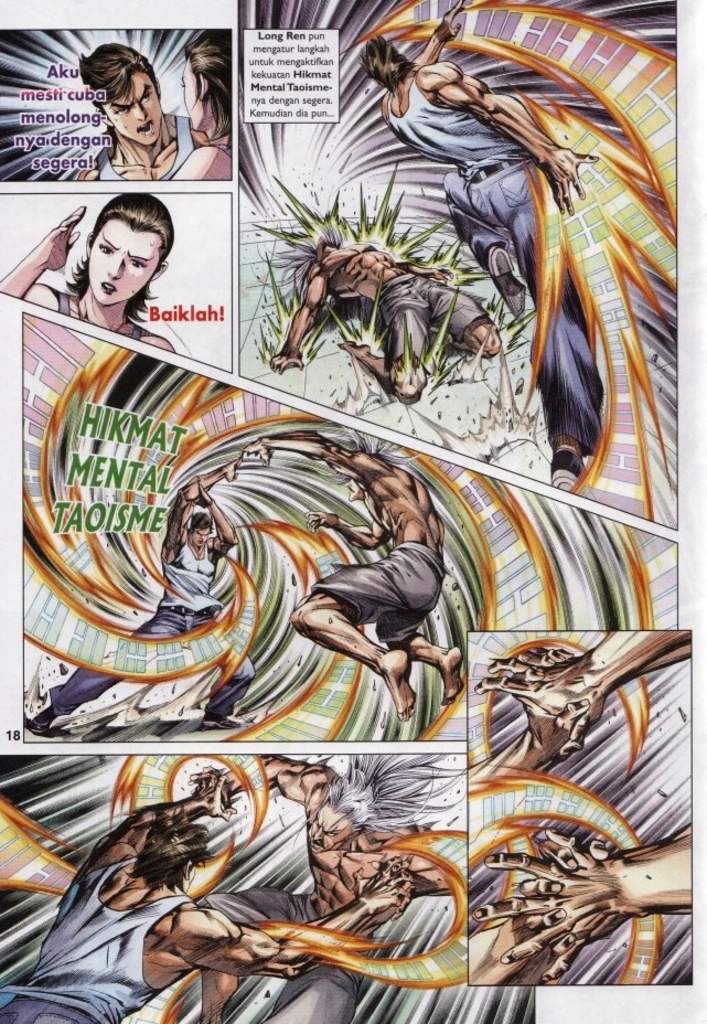 Aku
mesti cuba
menolong-
nya dengan
segera!
Long Ren pun
mengatur langkah
untuk mengaktifkan
kekuatan Hikmat
Mental Taoisme-
nya dengan segera.
Kemudian dia pun...
Baiklah!
HIKMAT
MENTAL
TAOISME
18